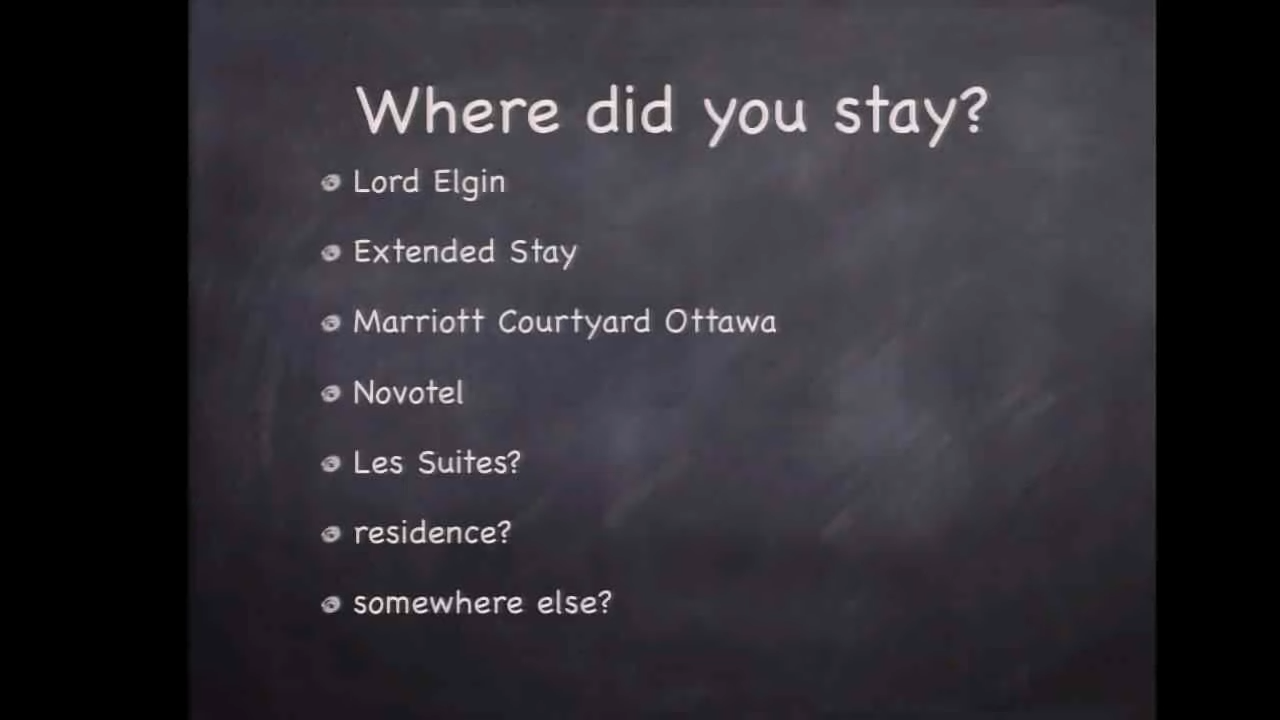 Where did you stay?
Lord Elgin
Extended Stay
Marriott Courtyard Ottawa
Novotel
Les Suites?
residence?
somewhere else?